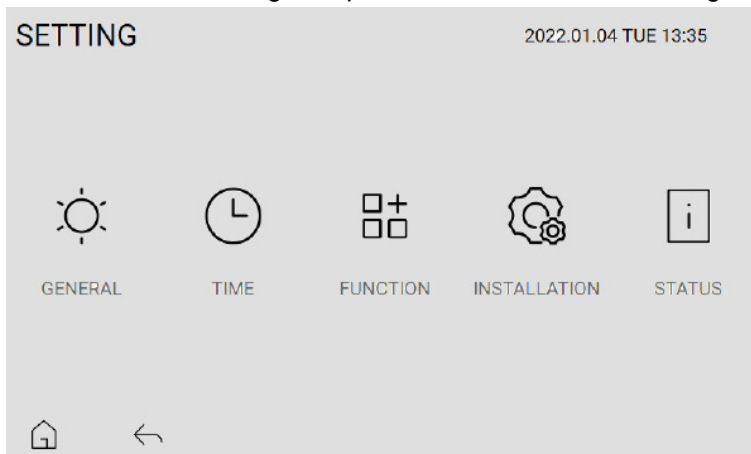 SETTING
2022.01.04 TUE 13:35
GENERAL
TIME
FUNCTION
INSTALLATION
STATUS